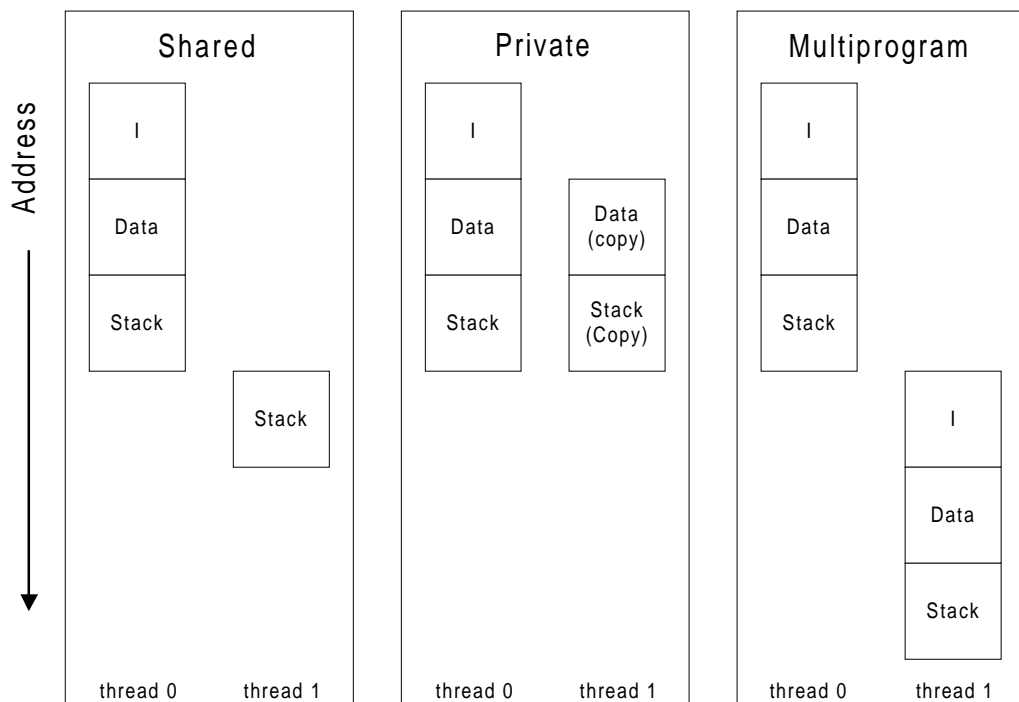 Shared
I
Data
Stack
Stack
thread 0
thread 1
Private
I
Data
Stack
Data
(copy)
Stack
(Copy)
thread 0
thread 1
Multiprogram
I
Data
Stack
I
Data
Stack
thread 0
thread 1
Address